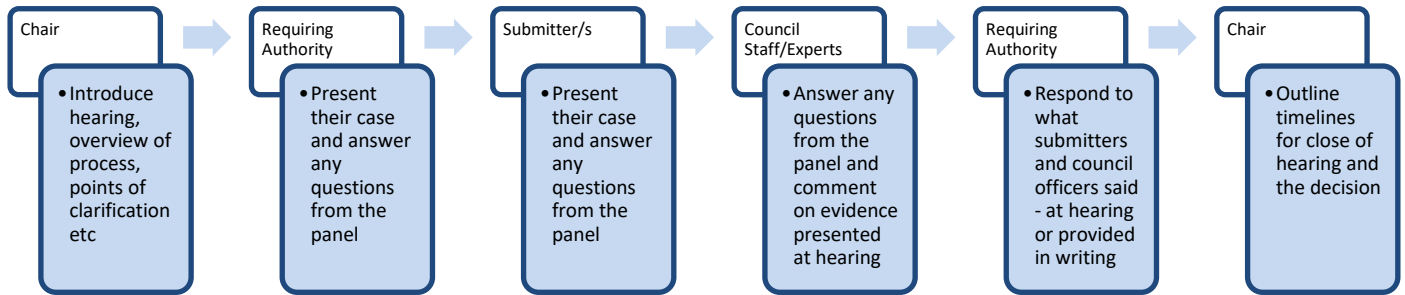 Chair
• Introduce
hearing,
overview of
process,
points of
clarification
etc
Requiring
Authority
• Present
their case
and answer
any
questions
from the
panel
Submitter/s
• Present
their case
and answer
any
questions
from the
panel
Council
Staff/Experts
• Answer any
questions
from the
panel and
comment
on evidence
presented
at hearing
Requiring
Authority
• Respond to
what
submitters
and council
officers said
- at hearing
or provided
in writing
Chair
• Outline
timelines
for close of
hearing and
the decision